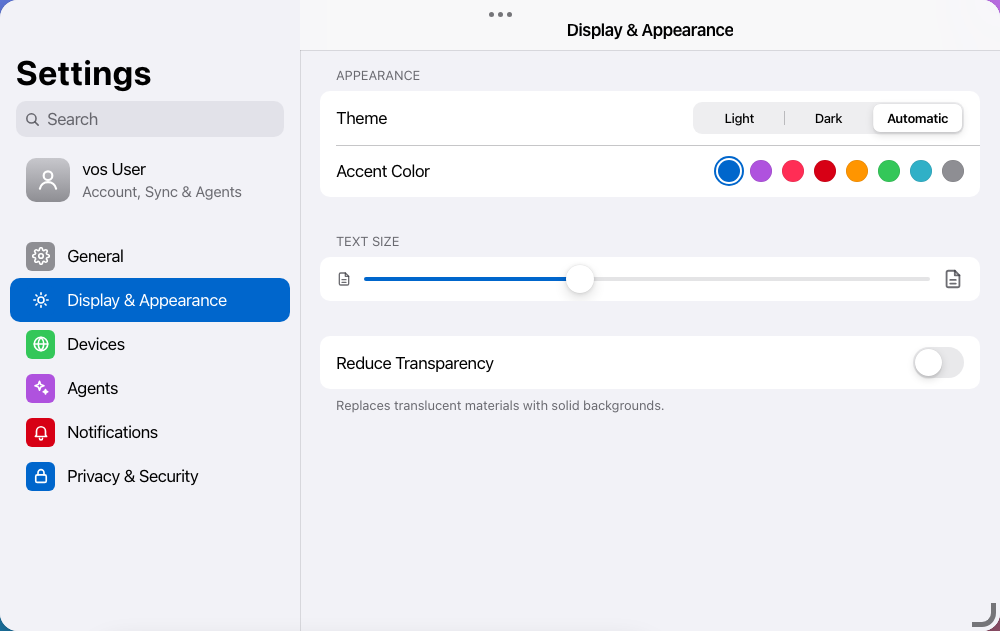 Display & Appearance
Settings
Search
vos User
Account, Sync & Agents
General
Display & Appearance
Devices
Agents
Notifications
Privacy & Security
APPEARANCE
Theme
Light
Dark
Automatic
Accent Color
TEXT SIZE
Reduce Transparency
Replaces translucent materials with solid backgrounds.